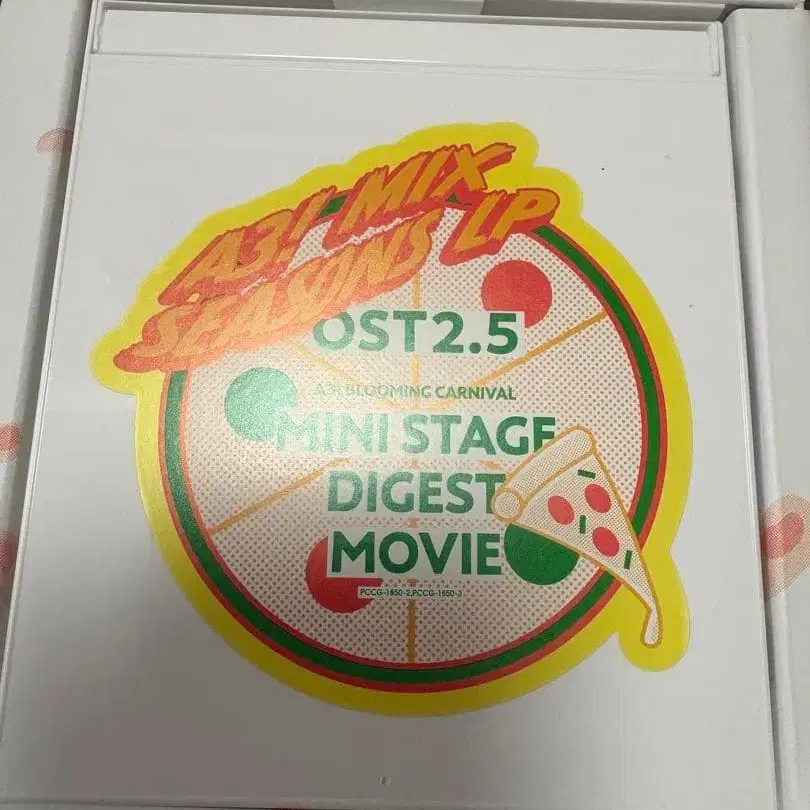 A3! MIX
SEASONS LP
OST2.5
A3! BLOOMING CARNIVAL
MINI STAGE
DIGEST
MOVIE
PCCG-1850-2,PCCG-1850-3